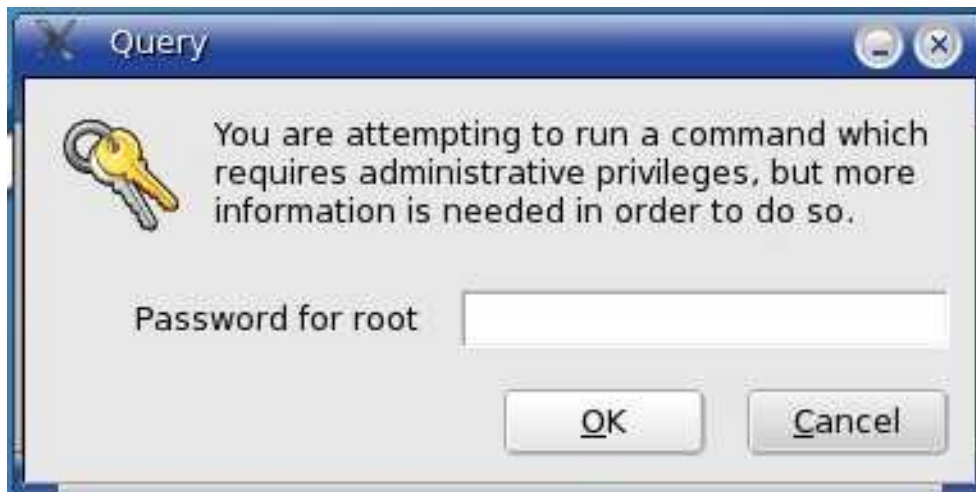 Query
You are attempting to run a command which
requires administrative privileges, but more
information is needed in order to do so.
Password for root
OK
Cancel